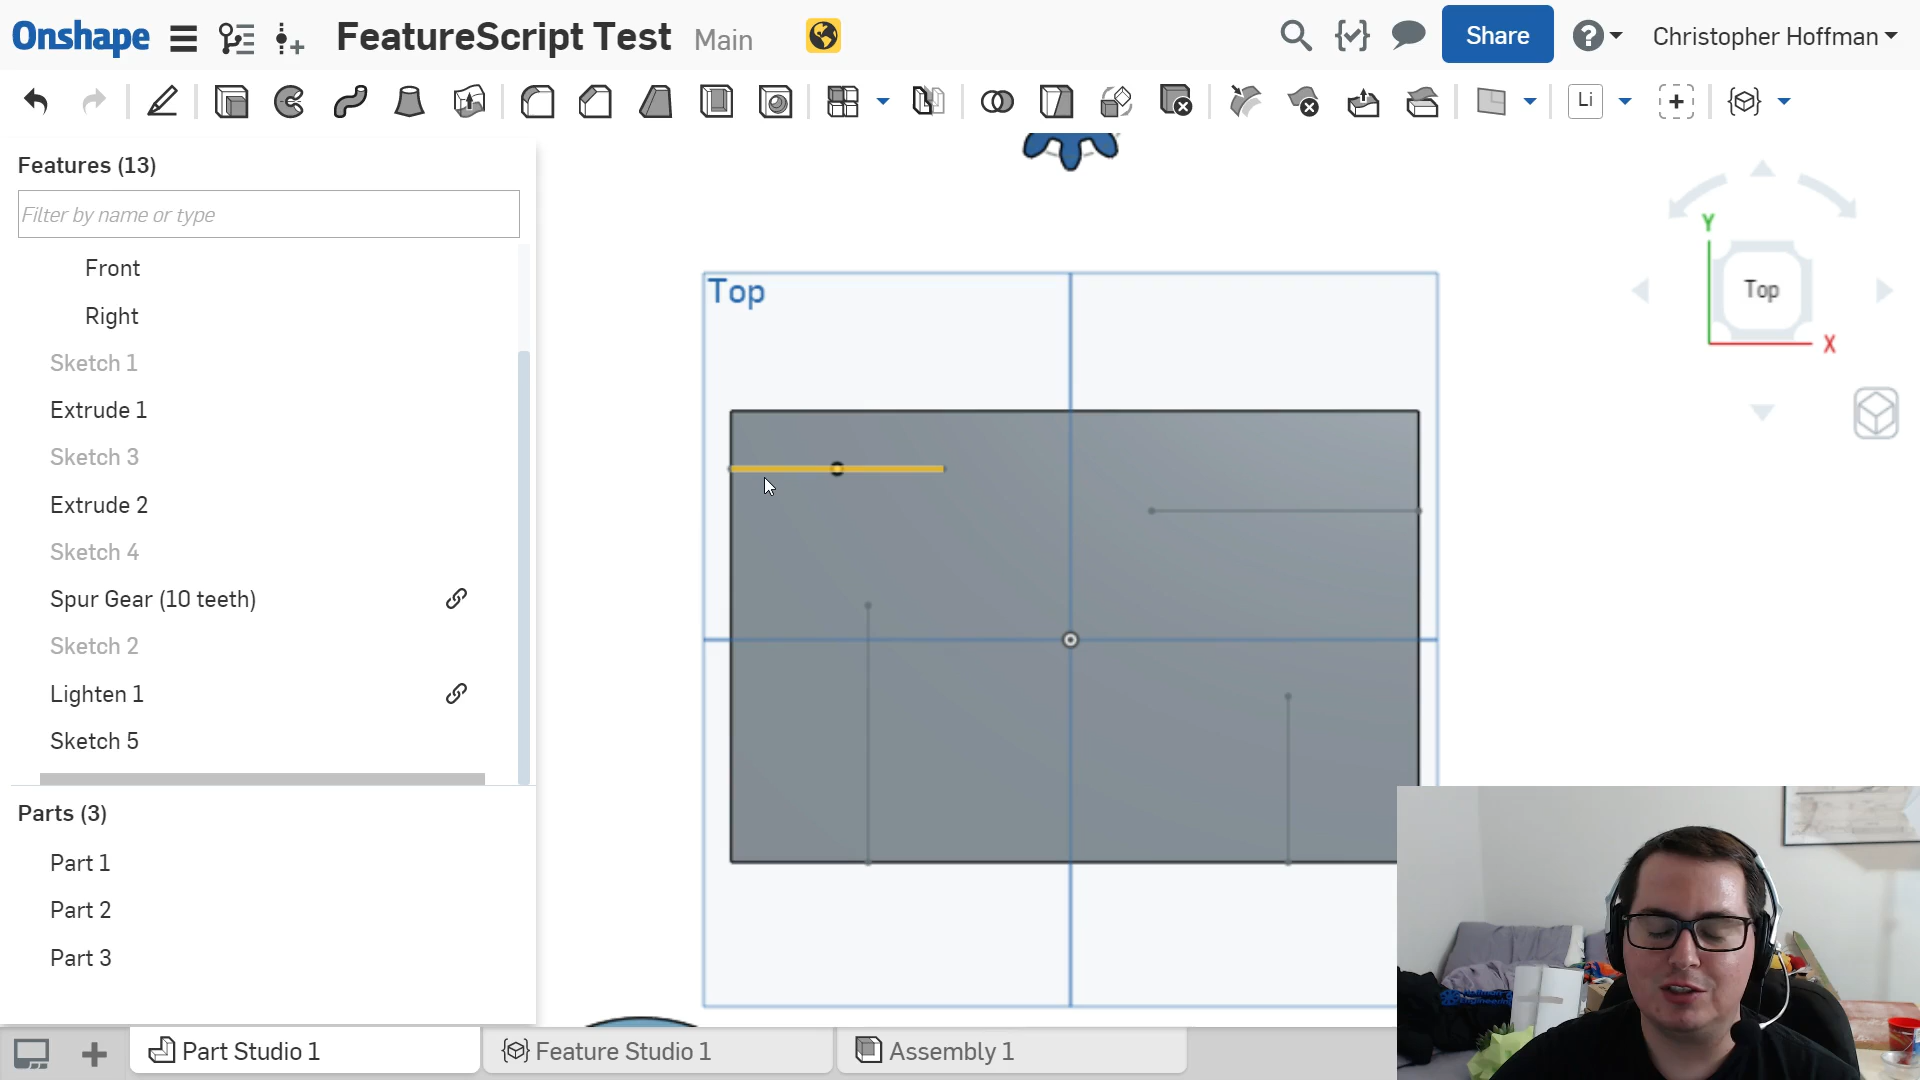 Onshape FeatureScript Test Main Share Christopher Hoffman
Li
Features (13)
Filter by name or type
Front
Right
Sketch 1
Extrude 1
Sketch 3
Extrude 2
Sketch 4
Spur Gear (10 teeth)
Sketch 2
Lighten 1
Sketch 5
Parts (3)
Part 1
Part 2
Part 3
Top
Y
Top
X
Part Studio 1 Feature Studio 1 Assembly 1